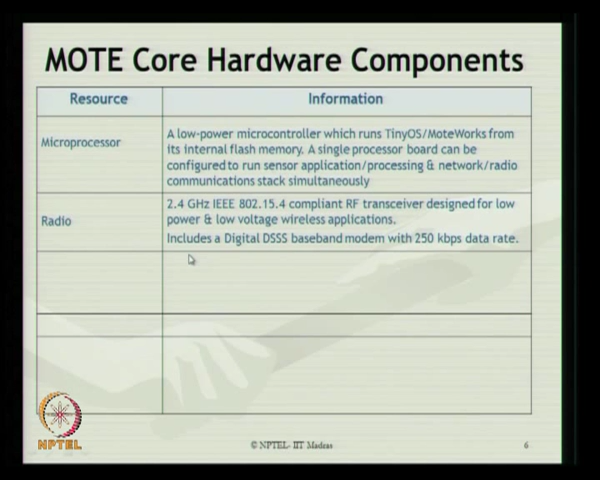 MOTE Core Hardware Components
Resource
Information
Microprocessor
A low-power microcontroller which runs TinyOS/MoteWorks from
its internal flash memory. A single processor board can be
configured to run sensor application/processing & network/radio
communications stack simultaneously
Radio
2.4 GHz IEEE 802.15.4 compliant RF transceiver designed for low
power & low voltage wireless applications.
Includes a Digital DSSS baseband modem with 250 kbps data rate.
NPTEL
© NPTEL- IIT Madras
6